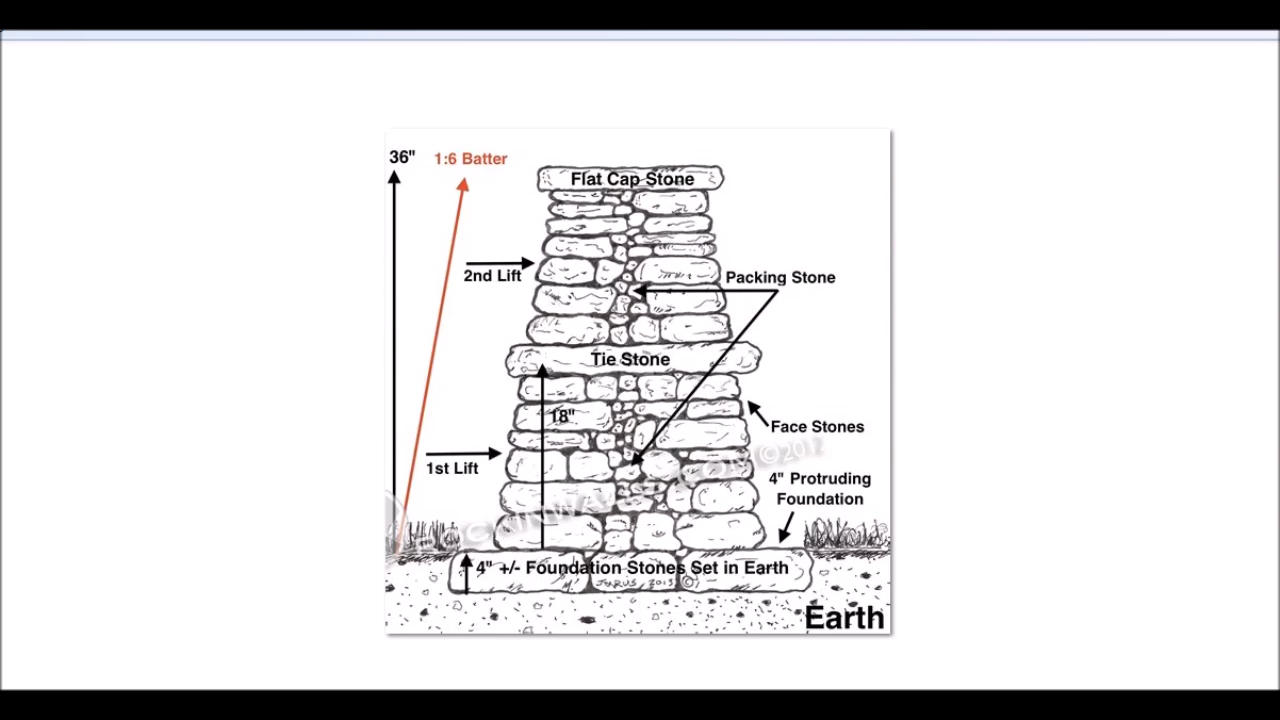 36" 1:6 Batter
Flat Cap Stone
2nd Lift
Packing Stone
Tie Stone
18"
Face Stones
1st Lift
4" Protruding
Foundation
4" +/- Foundation Stones Set in Earth
2013 ©
Earth